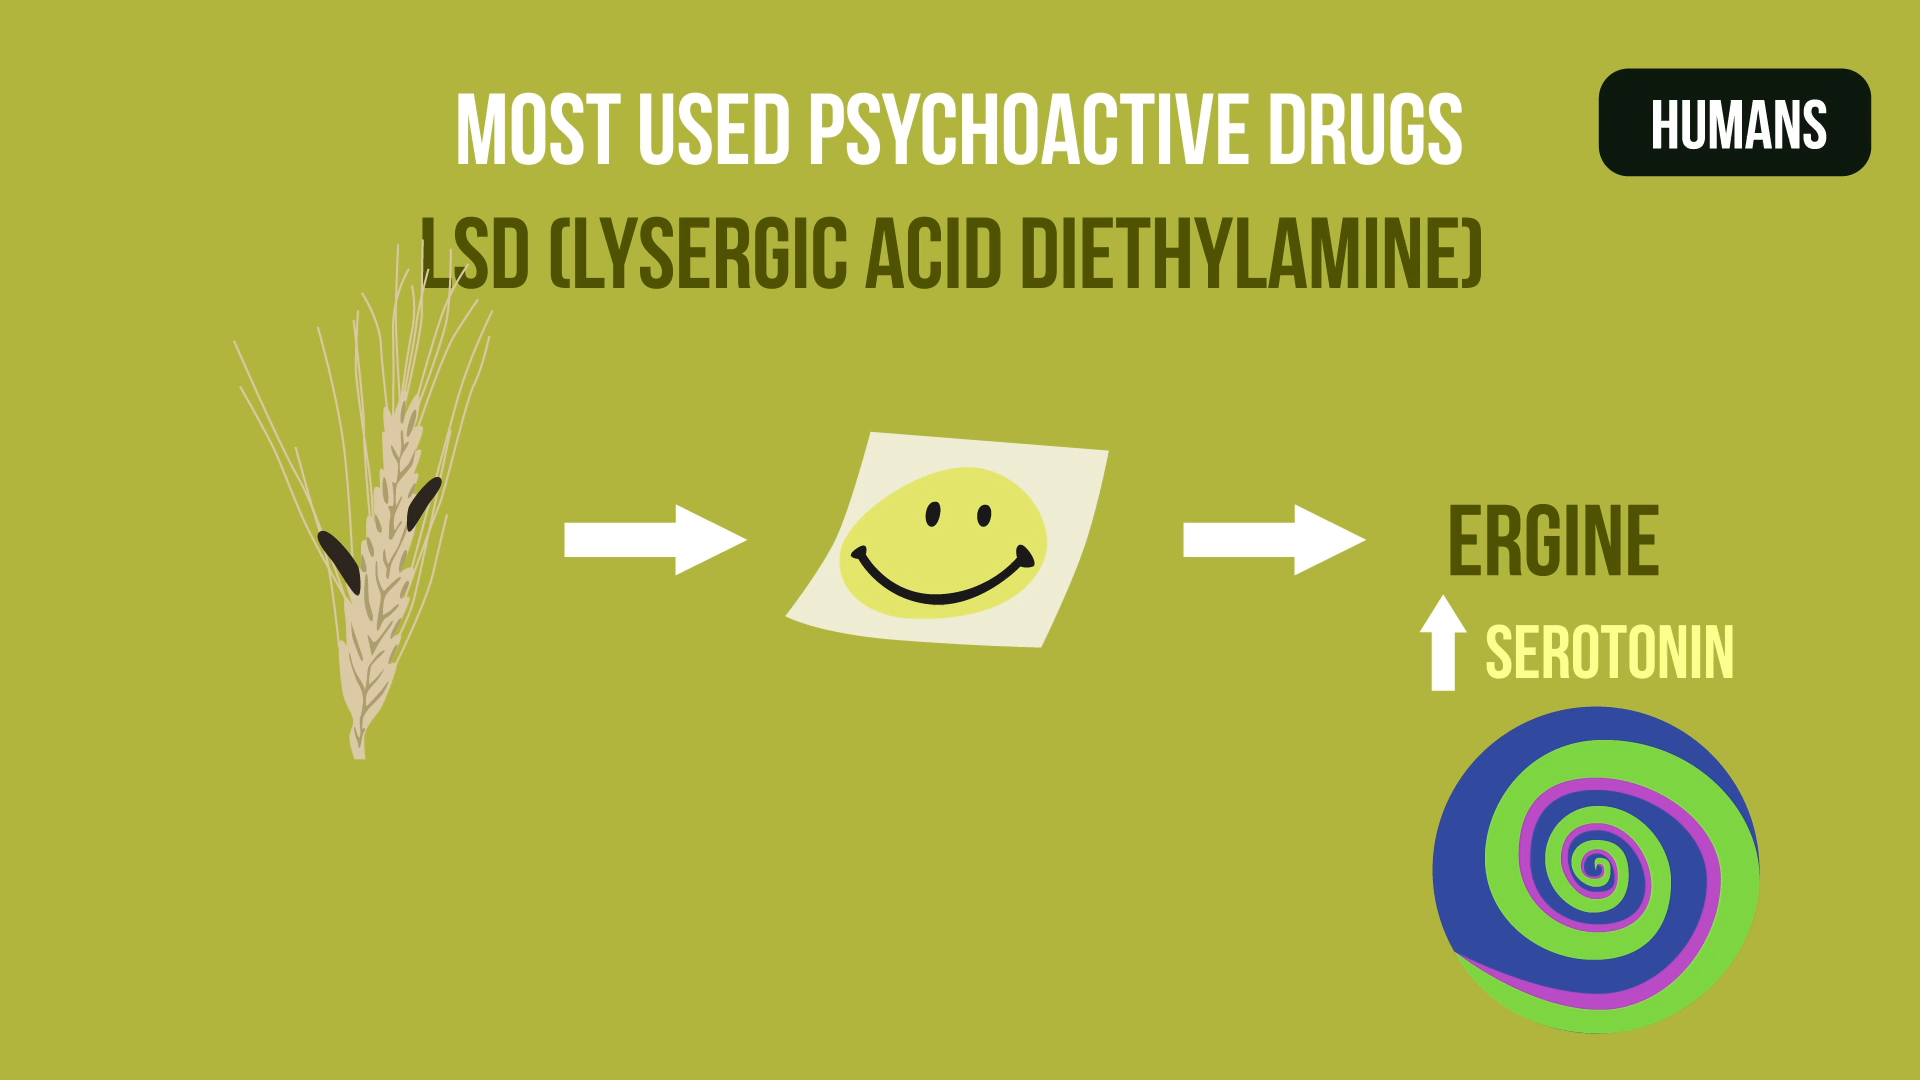 MOST USED PSYCHOACTIVE DRUGS
HUMANS
LSD (LYSERGIC ACID DIETHYLAMINE)
ERGINE
SEROTONIN